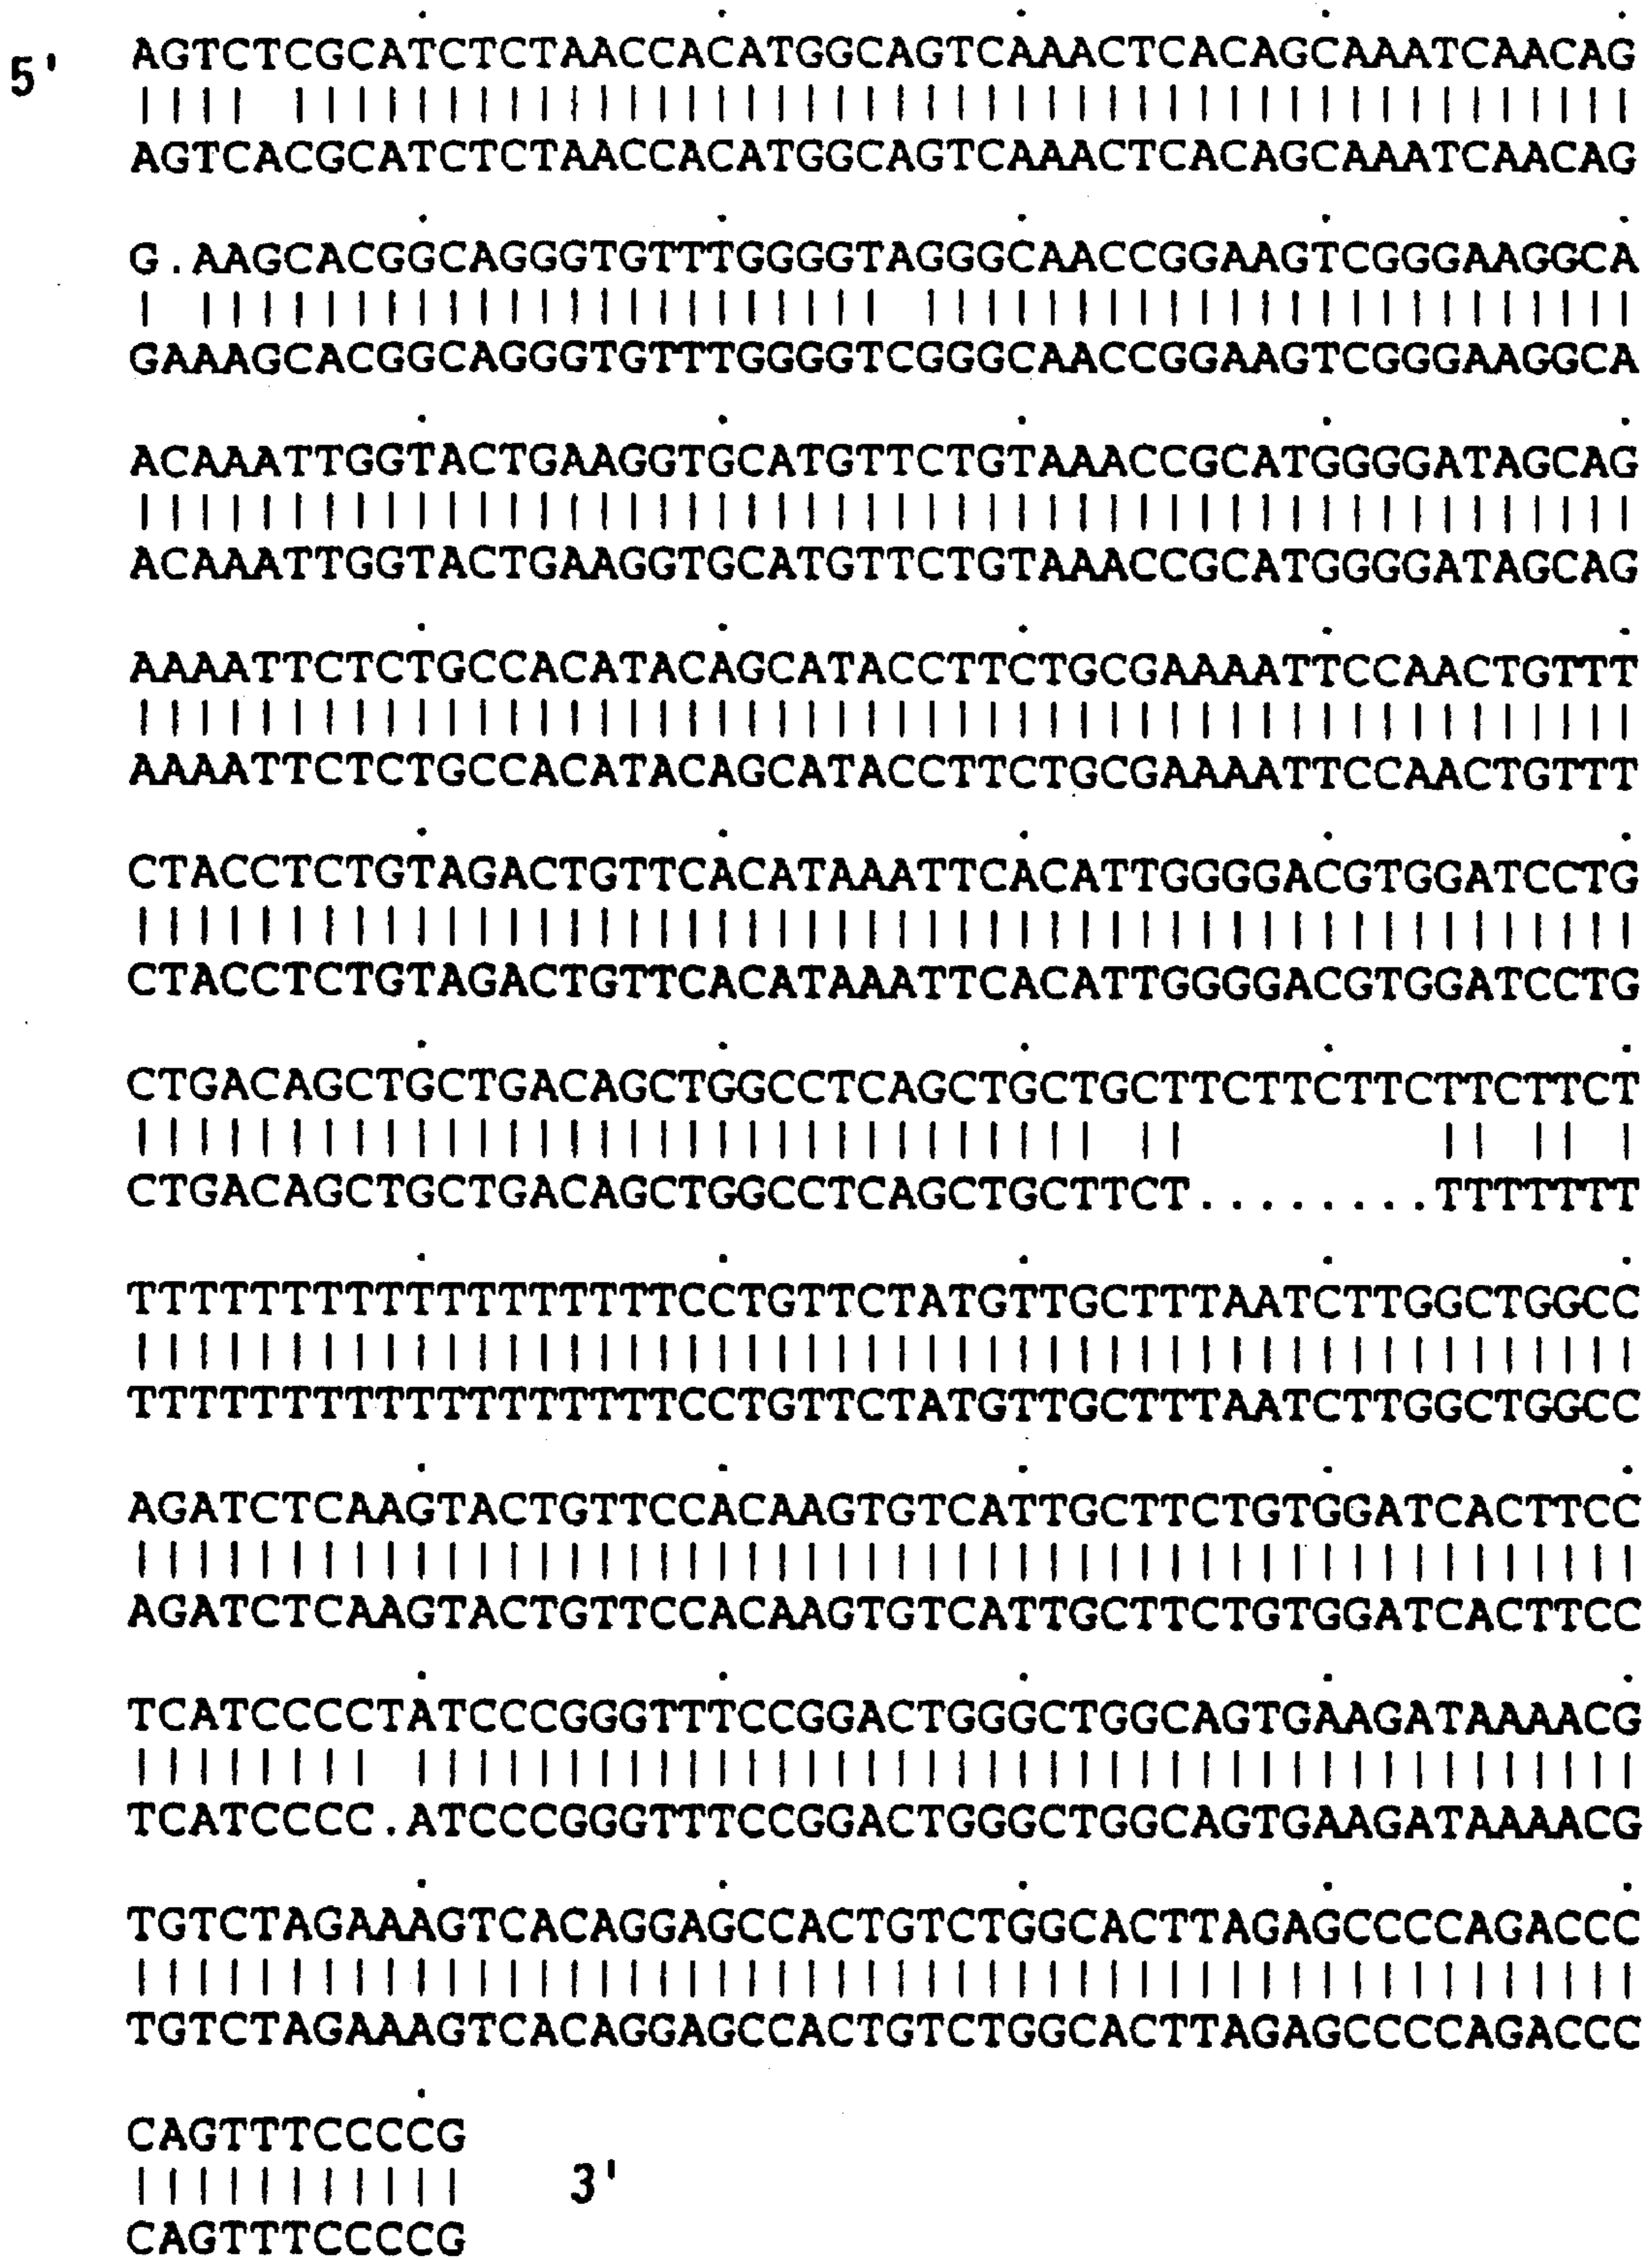 5' AGTCTCGCATCTCTAACCACATGGCAGTCAAACTCACAGCAAATCAACAG
AGTCACGCATCTCTAACCACATGGCAGTCAAACTCACAGCAAATCAACAG
G.AAGCACGGCAGGGTGTTTGGGGTAGGGCAACCGGAAGTCGGGAAGGCA
GAAAGCACGGCAGGGTGTTTGGGGTCGGGCAACCGGAAGTCGGGAAGGCA
ACAAATTGGTACTGAAGGTGCATGTTCTGTAAACCGCATGGGGATAGCAG
ACAAATTGGTACTGAAGGTGCATGTTCTGTAAACCGCATGGGGATAGCAG
AAAATTCTCTGCCACATACAGCATACCTTCTGCGAAAATTCCAACTGTTT
AAAATTCTCTGCCACATACAGCATACCTTCTGCGAAAATTCCAACTGTTT
CTACCTCTGTAGACTGTTCACATAAATTCACATTGGGGACGTGGATCCTG
CTACCTCTGTAGACTGTTCACATAAATTCACATTGGGGACGTGGATCCTG
CTGACAGCTGCTGACAGCTGGCCTCAGCTGCTGCTTCTTCTTCTTCTTCT
CTGACAGCTGCTGACAGCTGGCCTCAGCTGCTTCT........TTTTTTT
TTTTTTTTTTTTTTTTTTCCTGTTCTATGTTGCTTTAATCTTGGCTGGCC
TTTTTTTTTTTTTTTTTTCCTGTTCTATGTTGCTTTAATCTTGGCTGGCC
AGATCTCAAGTACTGTTCCACAAGTGTCATTGCTTCTGTGGATCACTTCC
AGATCTCAAGTACTGTTCCACAAGTGTCATTGCTTCTGTGGATCACTTCC
TCATCCCCTATCCCGGGTTTCCGGACTGGGCTGGCAGTGAAGATAAAACG
TCATCCCC.ATCCCGGGTTTCCGGACTGGGCTGGCAGTGAAGATAAAACG
TGTCTAGAAAGTCACAGGAGCCACTGTCTGGCACTTAGAGCCCCAGACCC
TGTCTAGAAAGTCACAGGAGCCACTGTCTGGCACTTAGAGCCCCAGACCC
CAGTTTCCCCG
3'
CAGTTTCCCCG